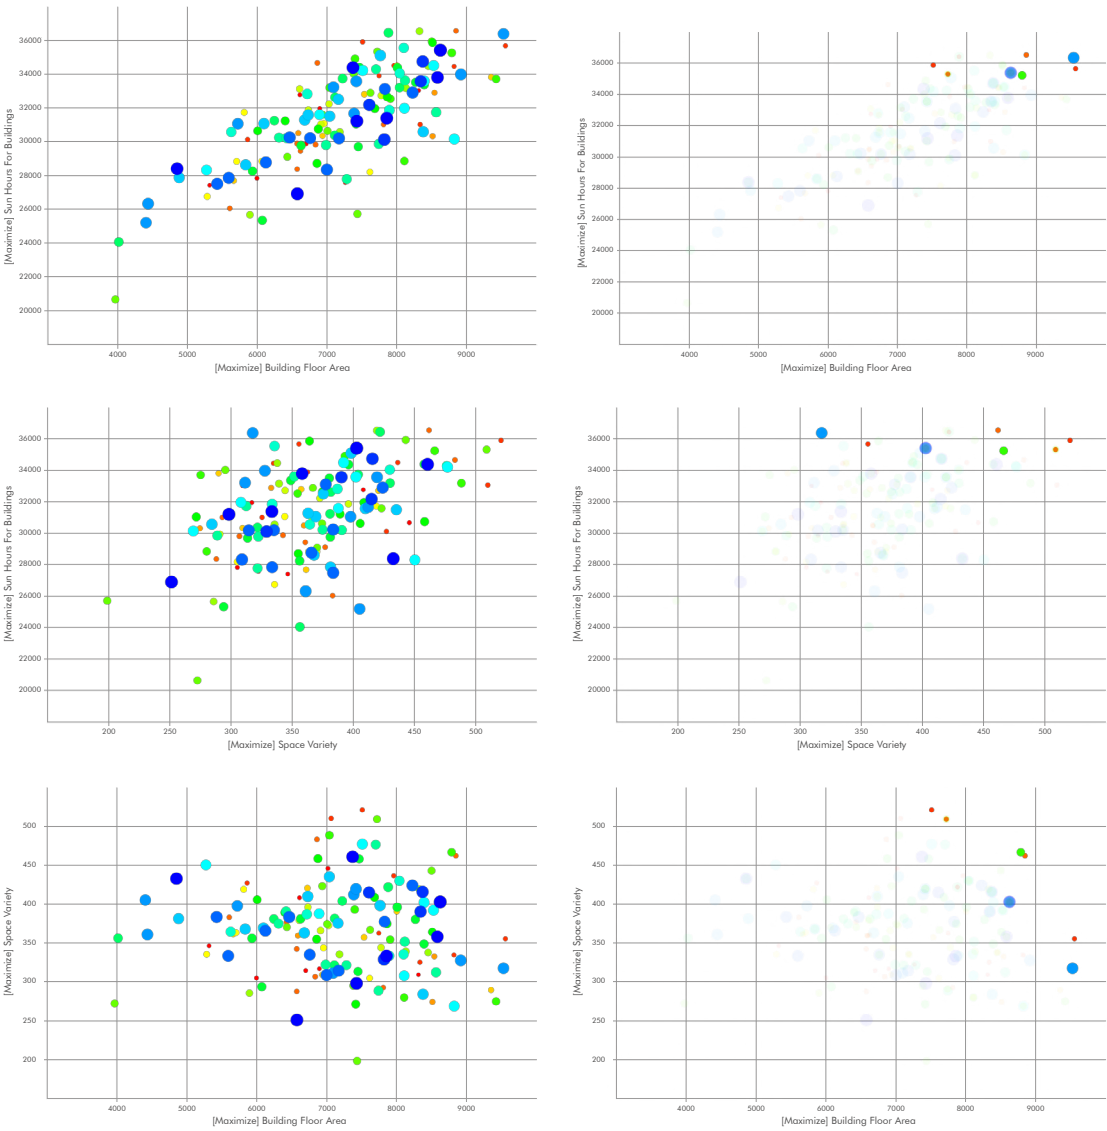 [Maximize] Sun Hours For Buildings
36000
34000
32000
30000
28000
26000
24000
22000
20000
4000 5000 6000 7000 8000 9000
[Maximize] Building Floor Area
[Maximize] Sun Hours For Buildings
36000
34000
32000
30000
28000
26000
24000
22000
20000
4000 5000 6000 7000 8000 9000
[Maximize] Building Floor Area
[Maximize] Sun Hours For Buildings
36000
34000
32000
30000
28000
26000
24000
22000
20000
200 250 300 350 400 450 500
[Maximize] Space Variety
[Maximize] Sun Hours For Buildings
36000
34000
32000
30000
28000
26000
24000
22000
20000
200 250 300 350 400 450 500
[Maximize] Space Variety
[Maximize] Space Variety
500
450
400
350
300
250
200
4000 5000 6000 7000 8000 9000
[Maximize] Building Floor Area
[Maximize] Space Variety
500
450
400
350
300
250
200
4000 5000 6000 7000 8000 9000
[Maximize] Building Floor Area